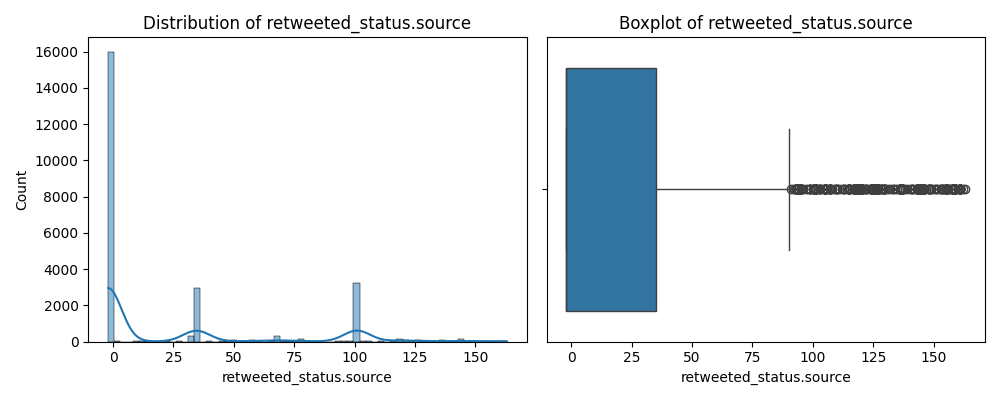 Distribution of retweeted_status.source
Boxplot of retweeted_status.source
Count
16000
14000
12000
10000
8000
6000
4000
2000
0
0 25 50 75 100 125 150
retweeted_status.source
0 25 50 75 100 125 150
retweeted_status.source